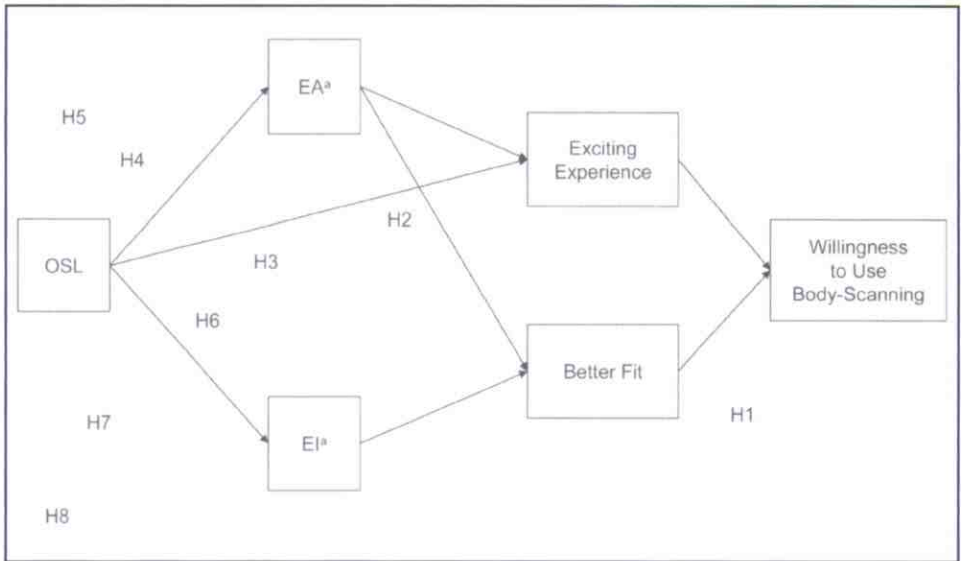 EAᵃ
H5
Exciting
Experience
H4
H2
OSL
H3
Willingness
to Use
Body-Scanning
H6
Better Fit
H7
H1
EIᵃ
H8